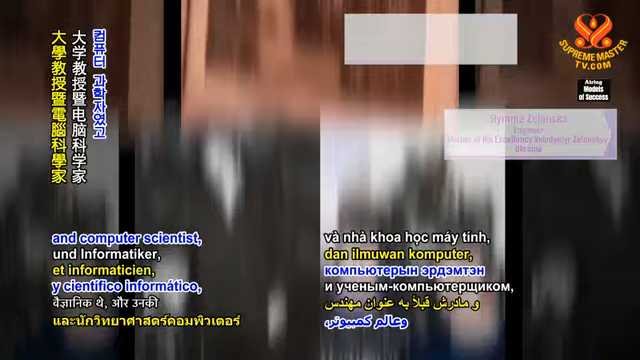 컴퓨터 과학자였고
大学教授暨电脑科学家
大學教授暨電腦科學家
SUPREME MASTER
TV.COM
Airing
Models
of Success
Rymma Zelenska
Engineer
Mother of His Excellency Volodymyr Zelenskyy
Ukraine
and computer scientist,
und Informatiker,
et informaticien,
y científico informático,
वैज्ञानिक थे, और उनकी
และนักวิทยาศาสตร์คอมพิวเตอร์
và nhà khoa học máy tính,
dan ilmuwan komputer,
компьютерын эрдэмтэн
и ученым-компьютерщиком,
و مادرش قبلاً به عنوان مهندس
وعالم كمبيوتر،